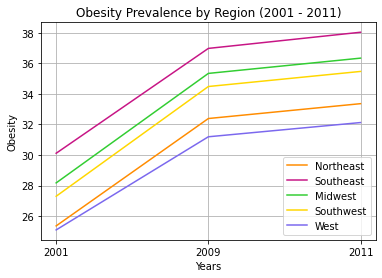 Obesity Prevalence by Region (2001 - 2011)
38
36
34
32
30
28
26
Obesity
Northeast
Southeast
Midwest
Southwest
West
2001
2009
2011
Years